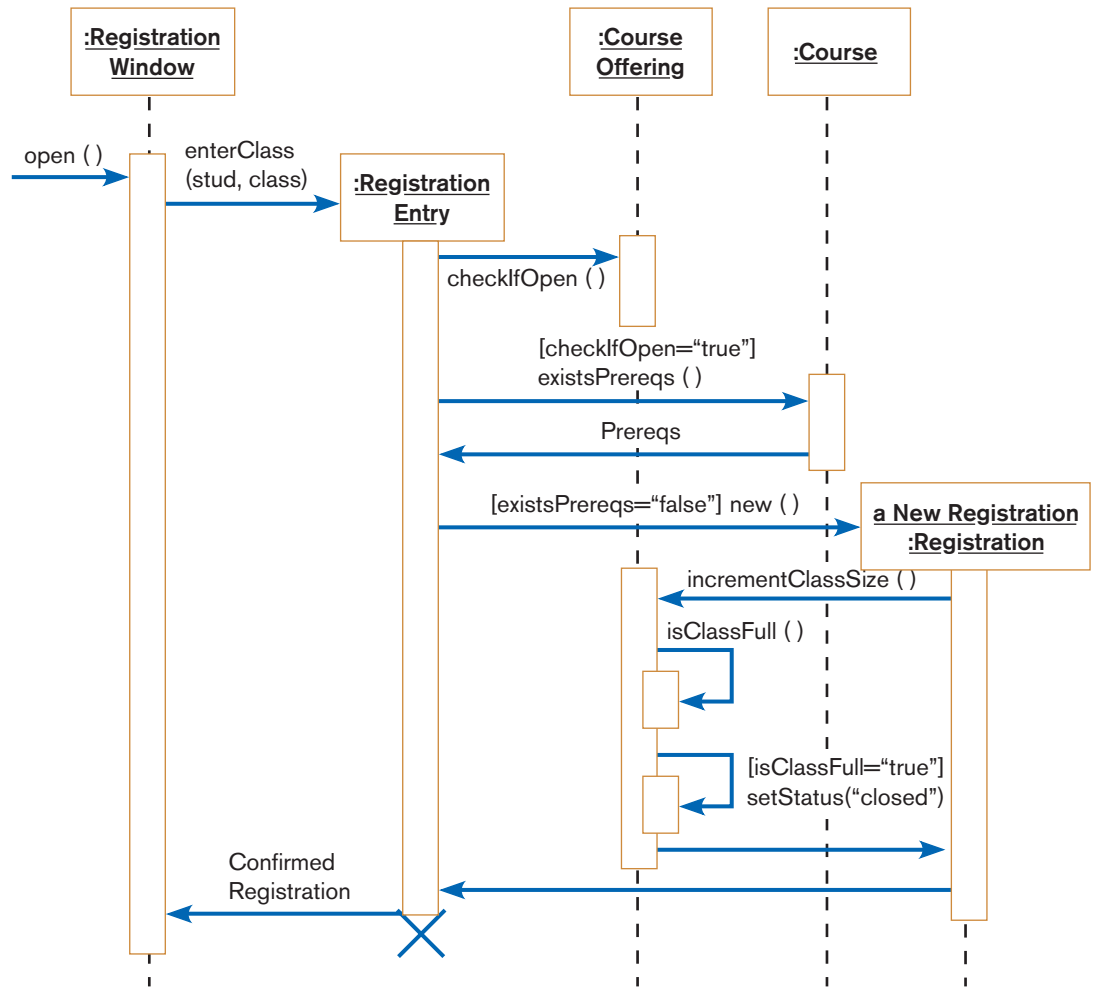 :Registration
Window
:Course
Offering
:Course
open ( )
enterClass
(stud, class)
:Registration
Entry
checkIfOpen ( )
[checkIfOpen=“true”]
existsPrereqs ( )
Prereqs
[existsPrereqs=“false”] new ( )
a New Registration
:Registration
incrementClassSize ( )
isClassFull ( )
[isClassFull=“true”]
setStatus(“closed”)
Confirmed
Registration